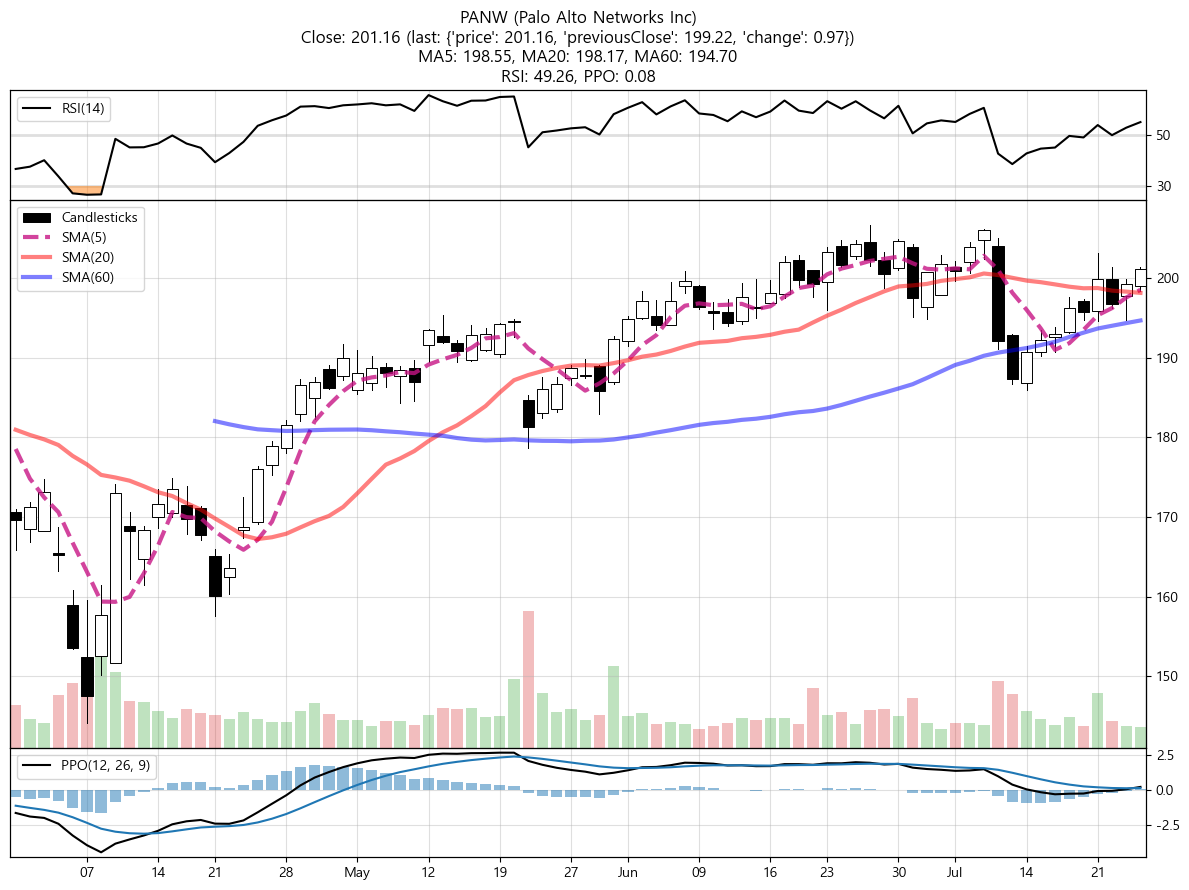 PANW (Palo Alto Networks Inc)
Close: 201.16 (last: {'price': 201.16, 'previousClose': 199.22, 'change': 0.97})
MA5: 198.55, MA20: 198.17, MA60: 194.70
RSI: 49.26, PPO: 0.08
RSI(14)
50
30
Candlesticks
SMA(5)
SMA(20)
SMA(60)
200
190
180
170
160
150
PPO(12, 26, 9)
2.5
0.0
-2.5
07 14 21 28 May 12 19 27 Jun 09 16 23 30 Jul 14 21